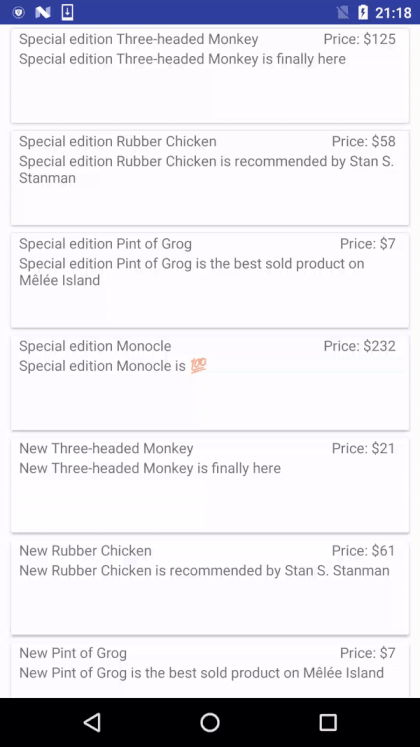 21:18
Special edition Three-headed Monkey Price: $125
Special edition Three-headed Monkey is finally here
Special edition Rubber Chicken Price: $58
Special edition Rubber Chicken is recommended by Stan S.
Stanman
Special edition Pint of Grog Price: $7
Special edition Pint of Grog is the best sold product on
Mêlée Island
Special edition Monocle Price: $232
Special edition Monocle is 💯
New Three-headed Monkey Price: $21
New Three-headed Monkey is finally here
New Rubber Chicken Price: $61
New Rubber Chicken is recommended by Stan S. Stanman
New Pint of Grog Price: $7
New Pint of Grog is the best sold product on Mêlée Island